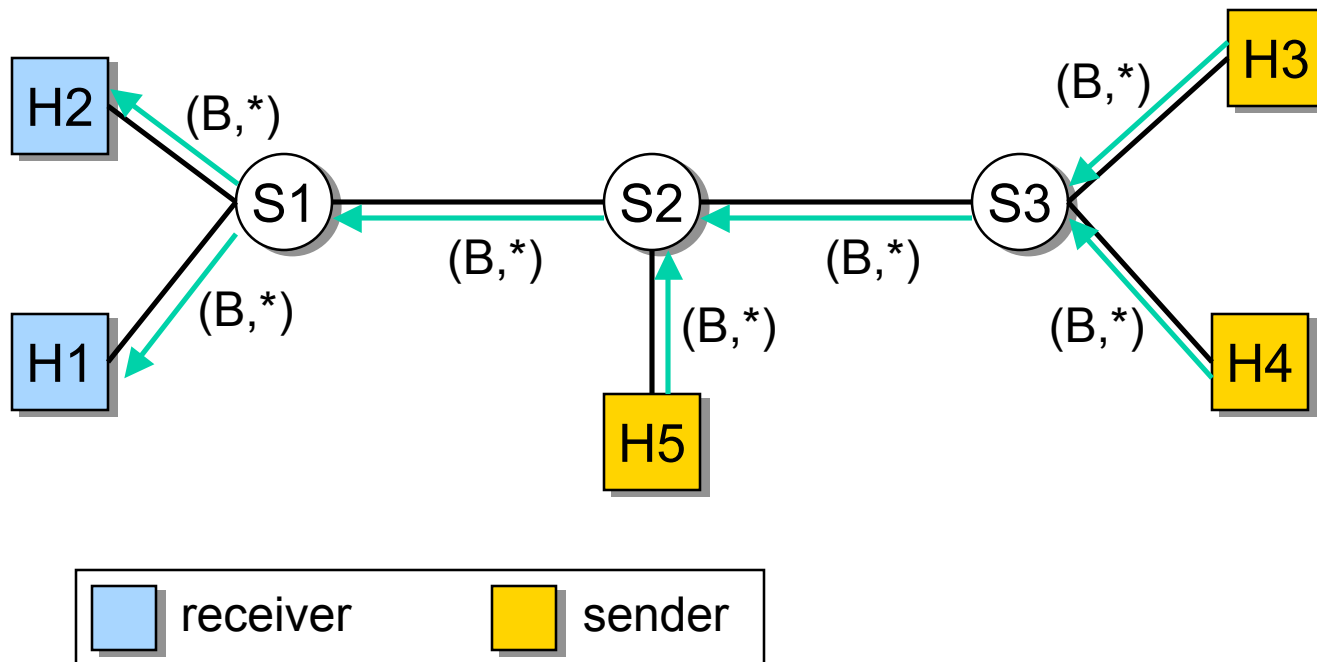 H3
(B,*)
H2
(B,*)
S1
S2
S3
(B,*)
(B,*)
(B,*)
(B,*)
(B,*)
H1
H4
H5
receiver
sender